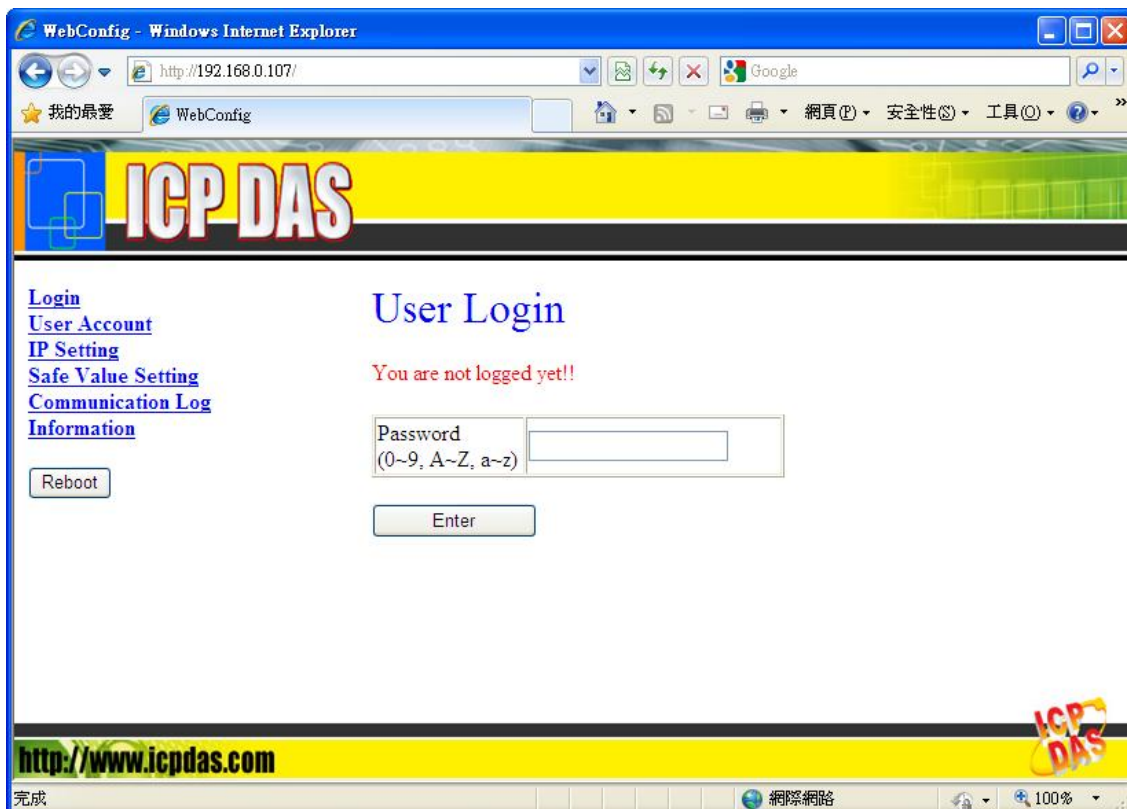 WebConfig - Windows Internet Explorer
http://192.168.0.107/
Google
我的最愛
WebConfig
網頁(P)
安全性(S)
工具(O)
»
ICP DAS
Login
User Account
IP Setting
Safe Value Setting
Communication Log
Information
Reboot
User Login
You are not logged yet!!
Password
(0~9, A~Z, a~z)
Enter
ICP
DAS
http://www.icpdas.com
完成
網際網路
100%